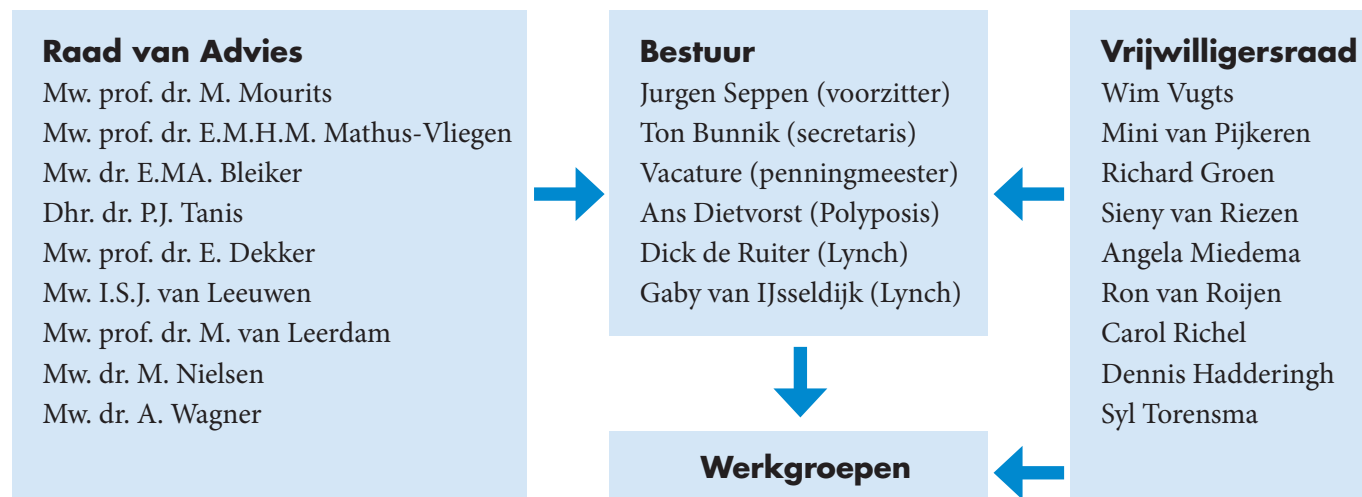 Raad van Advies
Mw. prof. dr. M. Mourits
Mw. prof. dr. E.M.H.M. Mathus-Vliegen
Mw. dr. E.MA. Bleiker
Dhr. dr. P.J. Tanis
Mw. prof. dr. E. Dekker
Mw. I.S.J. van Leeuwen
Mw. prof. dr. M. van Leerdam
Mw. dr. M. Nielsen
Mw. dr. A. Wagner
Bestuur
Jurgen Seppen (voorzitter)
Ton Bunnik (secretaris)
Vacature (penningmeester)
Ans Dietvorst (Polyposis)
Dick de Ruiter (Lynch)
Gaby van IJsseldijk (Lynch)
Werkgroepen
Vrijwilligersraad
Wim Vugts
Mini van Pijkeren
Richard Groen
Sieny van Riezen
Angela Miedema
Ron van Roijen
Carol Richel
Dennis Hadderingh
Syl Torensma